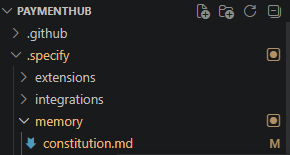 PAYMENTHUB
.github
.specify
extensions
integrations
memory
constitution.md M